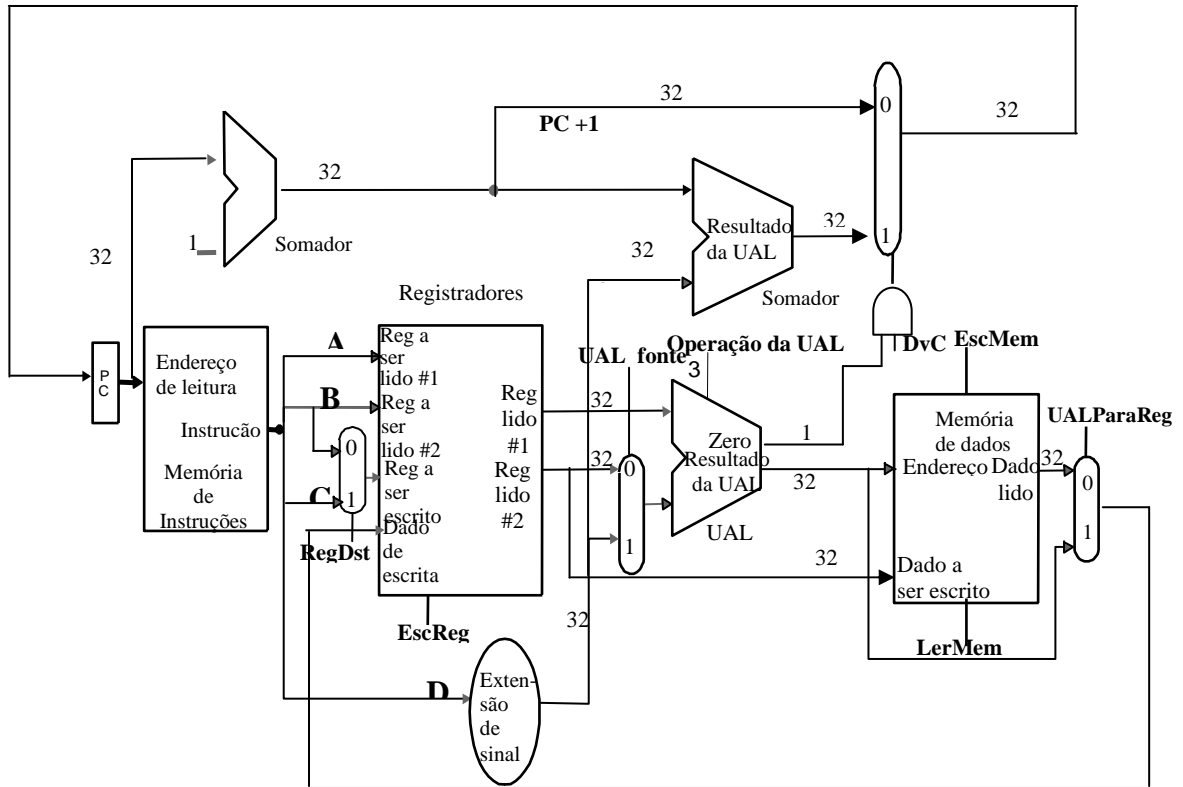 32
0
PC +1
32
32
1
Somador
32
32
Resultado
da UAL
32
1
Somador
Registradores
P
C
Endereço
de leitura
Instrucão
Memória
de
Instruções
A
B
C
D
0
1
RegDst
Reg a
ser
lido #1
Reg a
ser
lido #2
Reg a
ser
escrito
Dado
de
escrita
Reg
lido
#1
Reg
lido
#2
EscReg
32
32
UAL fonte
0
1
Operação da UAL
3
Zero
Resultado
da UAL
UAL
1
32
32
32
DvC
EscMem
Memória
de dados
Endereço
Dado
lido
Dado a
ser escrito
LerMem
32
UALParaReg
0
1
Exten-
são
de
sinal